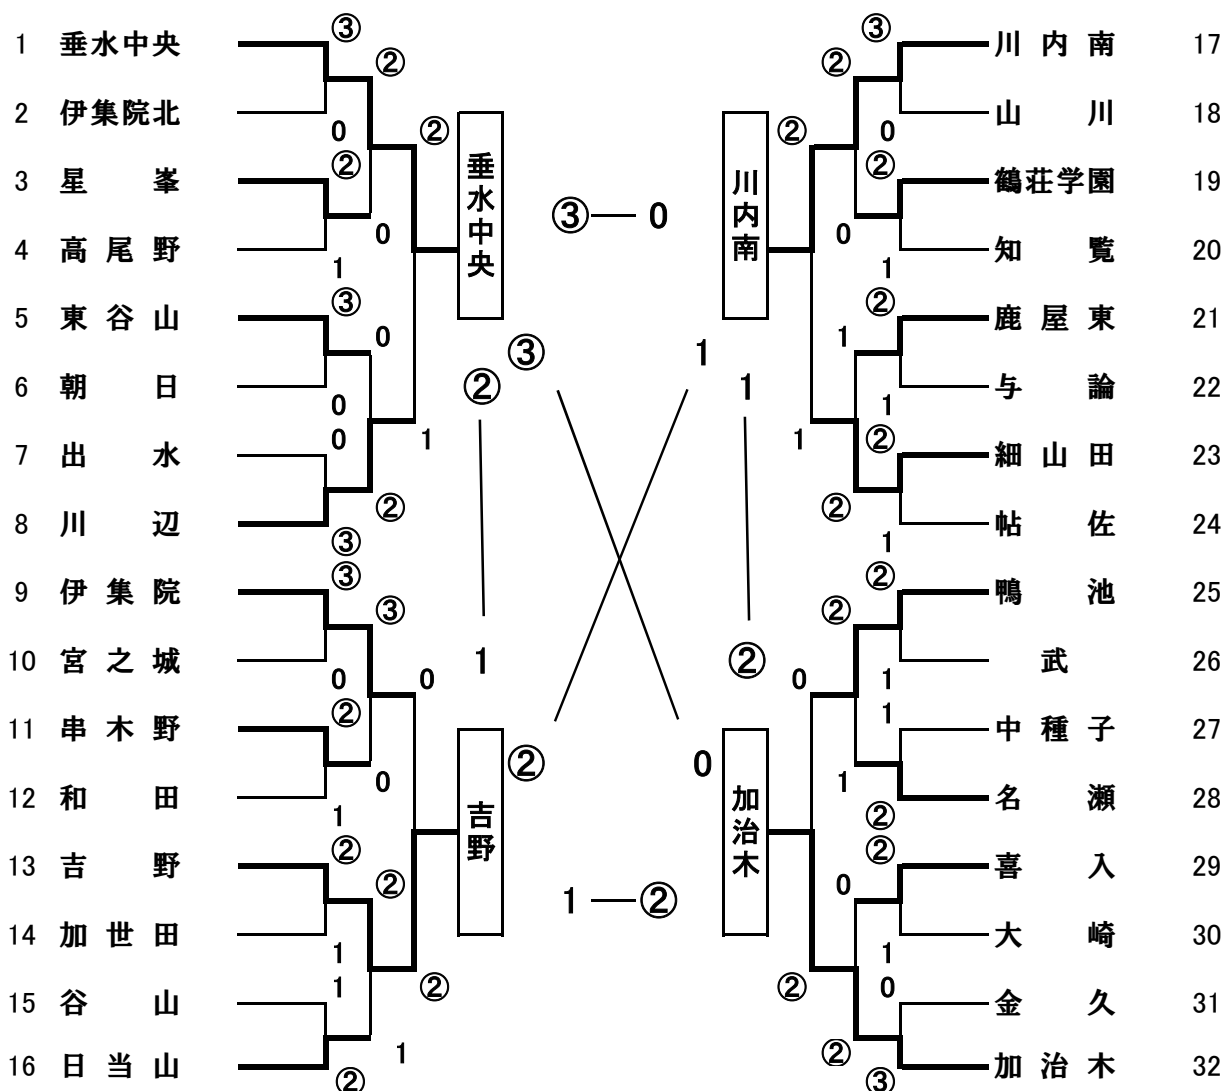 ③ ③
1 垂水中央 川内南 17
② ②
2 伊集院北 山川 18
0 ② ② 0
② ②
3 星峯 垂水中央 川内南 鶴荘学園 19
③ — 0
0 0
4 高尾野 知覧 20
1 1
③ ②
5 東谷山 鹿屋東 21
0 1
③ 1
6 朝日 ② 1 与論 22
0 1
0 1 1 ②
7 出水 細山田 23
② ②
8 川辺 帖佐 24
③ 1
③ ②
9 伊集院 鴨池 25
③ ②
10 宮之城 1 ② 武 26
0 0 0 1
② 1
11 串木野 中種子 27
② 0
0 1
12 和田 名瀬 28
1 吉野 加治木 ②
② ②
13 吉野 喜入 29
② 0
1 — ②
14 加世田 大崎 30
1 1
1 ② ② 0
15 谷山 金久 31
1 ②
16 日当山 加治木 32
② ③